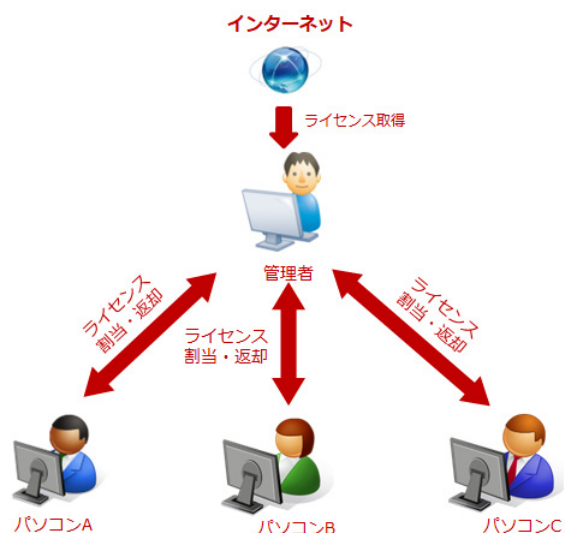 インターネット
ライセンス取得
管理者
ライセンス
割当・返却
ライセンス
割当・返却
ライセンス
割当・返却
パソコンA
パソコンB
パソコンC